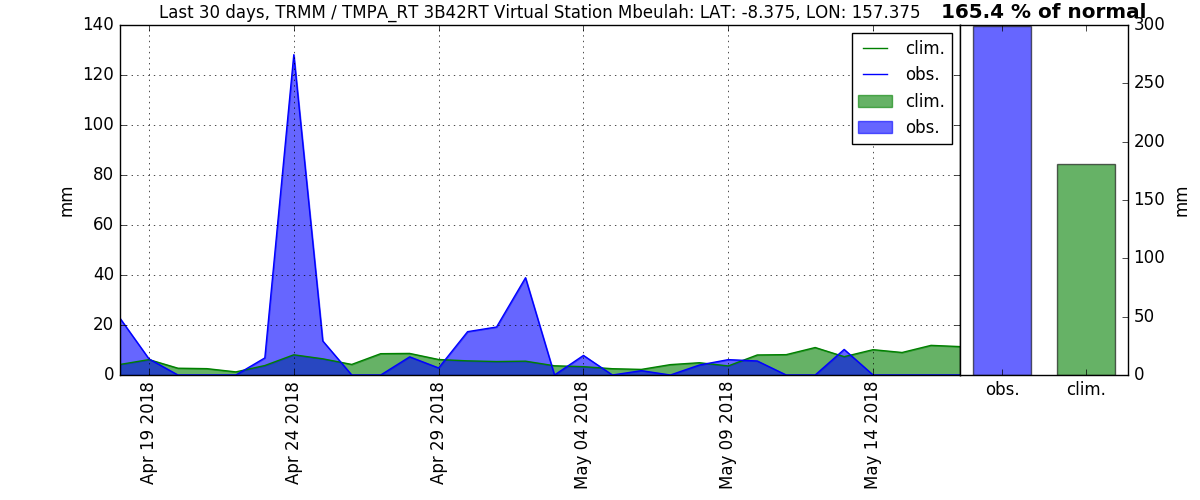 Last 30 days, TRMM / TMPA_RT 3B42RT Virtual Station Mbeulah: LAT: -8.375, LON: 157.375
165.4 % of normal
140
120
100
80
60
40
20
0
mm
clim.
obs.
clim.
obs.
Apr 19 2018
Apr 24 2018
Apr 29 2018
May 04 2018
May 09 2018
May 14 2018
300
250
200
150
100
50
0
mm
obs.
clim.